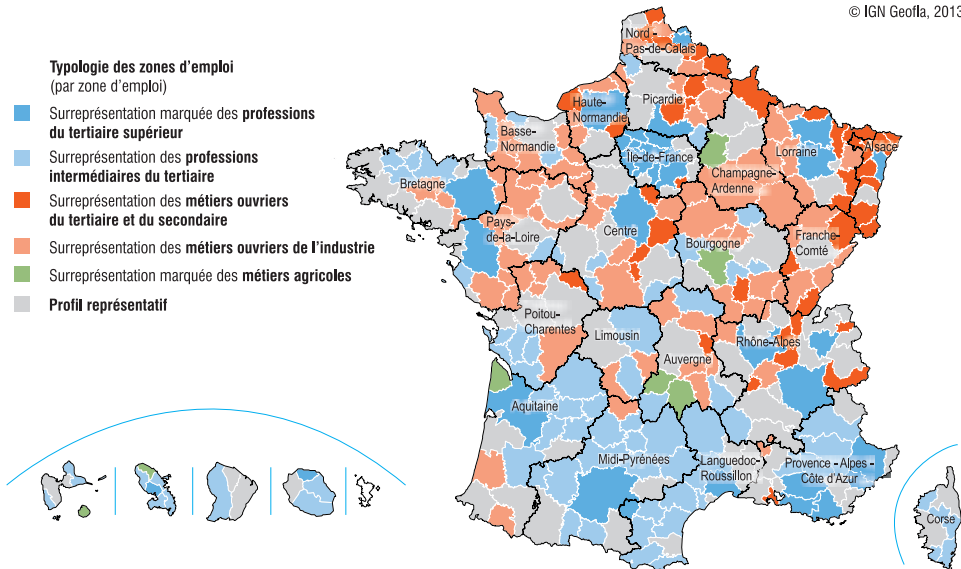 © IGN Geofla, 2013
Typologie des zones d'emploi
(par zone d'emploi)
Surreprésentation marquée des professions
du tertiaire supérieur
Surreprésentation des professions
intermédiaires du tertiaire
Surreprésentation des métiers ouvriers
du tertiaire et du secondaire
Surreprésentation des métiers ouvriers de l'industrie
Surreprésentation marquée des métiers agricoles
Profil représentatif
Nord -
Pas-de-Calais
Haute-
Normandie
Picardie
Basse-
Normandie
Île-de-France
Lorraine
Alsace
Champagne-
Ardenne
Bretagne
Pays-
de-la-Loire
Centre
Bourgogne
Franche-
Comté
Poitou-
Charentes
Limousin
Auvergne
Rhône-Alpes
Aquitaine
Midi-Pyrénées
Languedoc-
Roussillon
Provence - Alpes -
Côte d'Azur
Corse